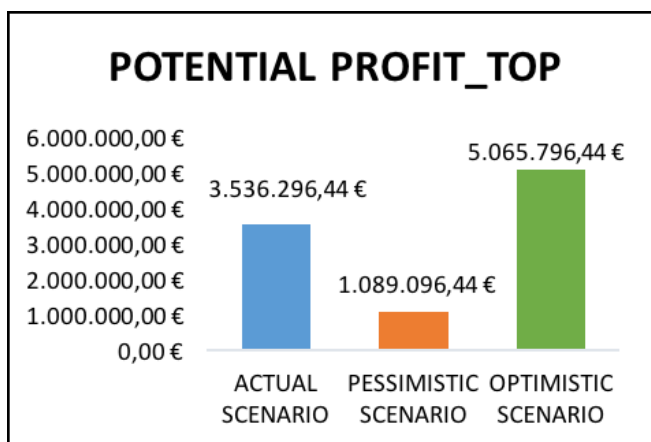 POTENTIAL PROFIT_TOP
6.000.000,00 €
5.000.000,00 €
4.000.000,00 €
3.000.000,00 €
2.000.000,00 €
1.000.000,00 €
0,00 €
3.536.296,44 €
1.089.096,44 €
5.065.796,44 €
ACTUAL
SCENARIO
PESSIMISTIC
SCENARIO
OPTIMISTIC
SCENARIO